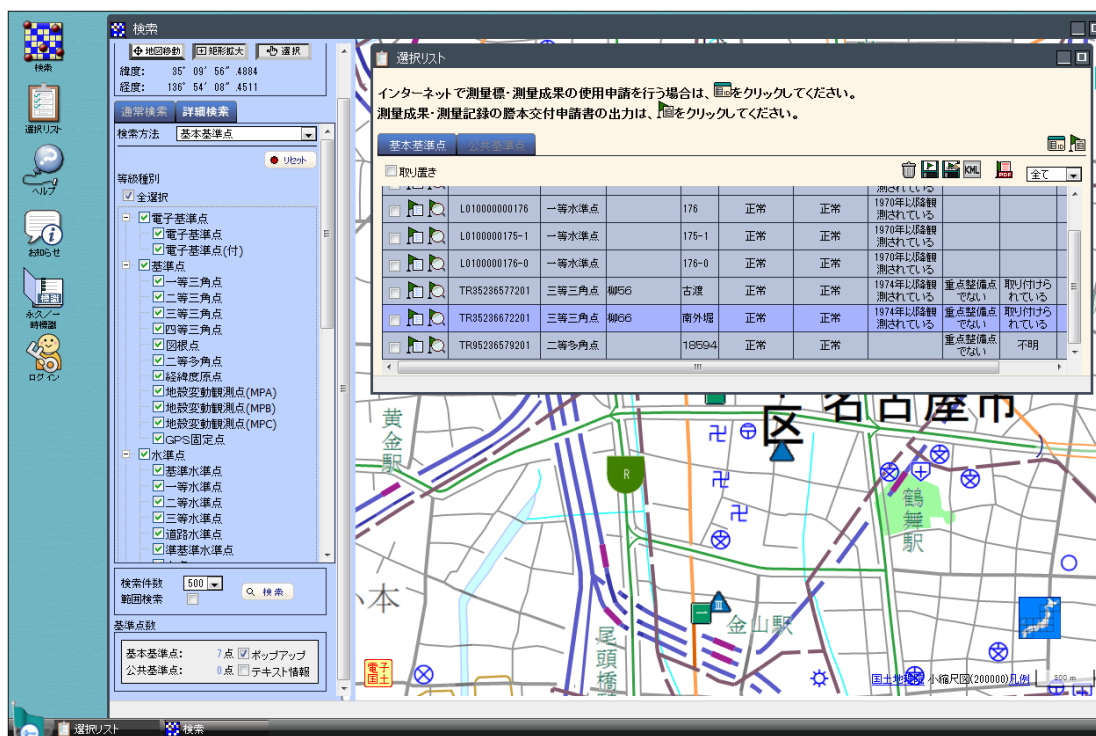 検索
地図移動 矩形拡大 選択
緯度: 35° 09′ 56″ .4884
経度: 136° 54′ 08″ .4511
通常検索 詳細検索
検索方法 基本基準点
リセット
等級種別
全選択
電子基準点
電子基準点
電子基準点(付)
基準点
一等三角点
二等三角点
三等三角点
四等三角点
図根点
二等多角点
経緯度原点
地殻変動観測点(MPA)
地殻変動観測点(MPB)
地殻変動観測点(MPC)
GPS固定点
水準点
基準水準点
一等水準点
二等水準点
三等水準点
道路水準点
準基準水準点
検索件数 500 検索
範囲検索
基準点数
基本基準点: 7点 ポップアップ
公共基準点: 0点 テキスト情報
検索
選択リスト
ヘルプ
お知らせ
永久/一
時標識
ログイン
選択リスト
インターネットで測量標・測量成果の使用申請を行う場合は、をクリックしてください。
測量成果・測量記録の謄本交付申請書の出力は、をクリックしてください。
基本基準点 公共基準点
取り置き KML PDF 全て
測されている
L010000000176 一等水準点 176 正常 正常 1970年以降観測されている
L0100000175-1 一等水準点 175-1 正常 正常 1970年以降観測されている
L0100000176-0 一等水準点 176-0 正常 正常 1970年以降観測されている
TR35236577201 三等三角点 柳56 古渡 正常 正常 1974年以降観測されている 重点整備点でない 取り付けられている
TR35236672201 三等三角点 柳66 南外堀 正常 正常 1974年以降観測されている 重点整備点でない 取り付けられている
TR95236579201 二等多角点 18594 正常 正常 重点整備点でない 不明
区 名古屋市
黄金駅
R
鶴舞駅
本
金山駅
尾頭橋
電子国土
国土地理院 小縮尺図(200000)凡例 500 m
選択リスト 検索